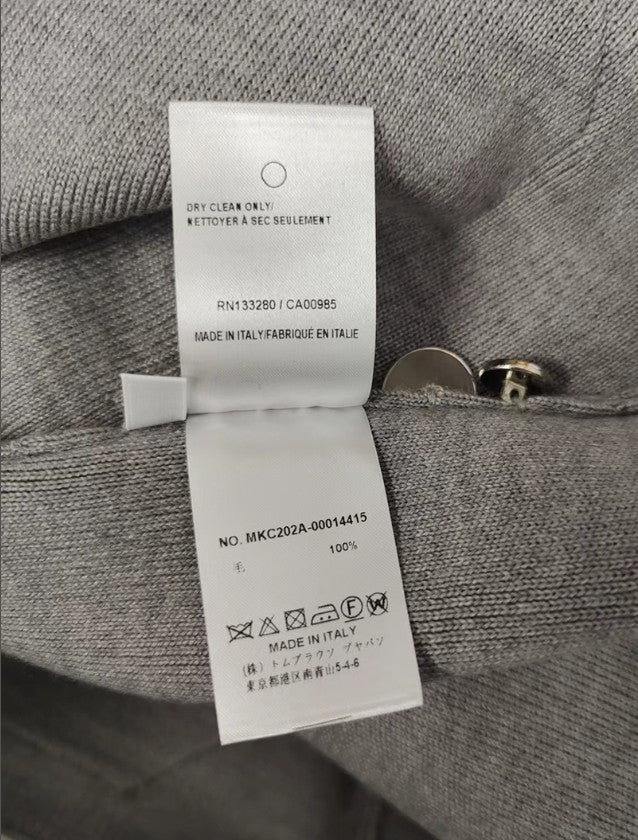 DRY CLEAN ONLY/
NETTOYER À SEC SEULEMENT
RN133280 / CA00985
MADE IN ITALY/FABRIQUÉ EN ITALIE
NO. MKC202A-00014415
毛 100%
F W
MADE IN ITALY
(株) トムブラウン ブヤパン
東京都港区南青山5-4-6